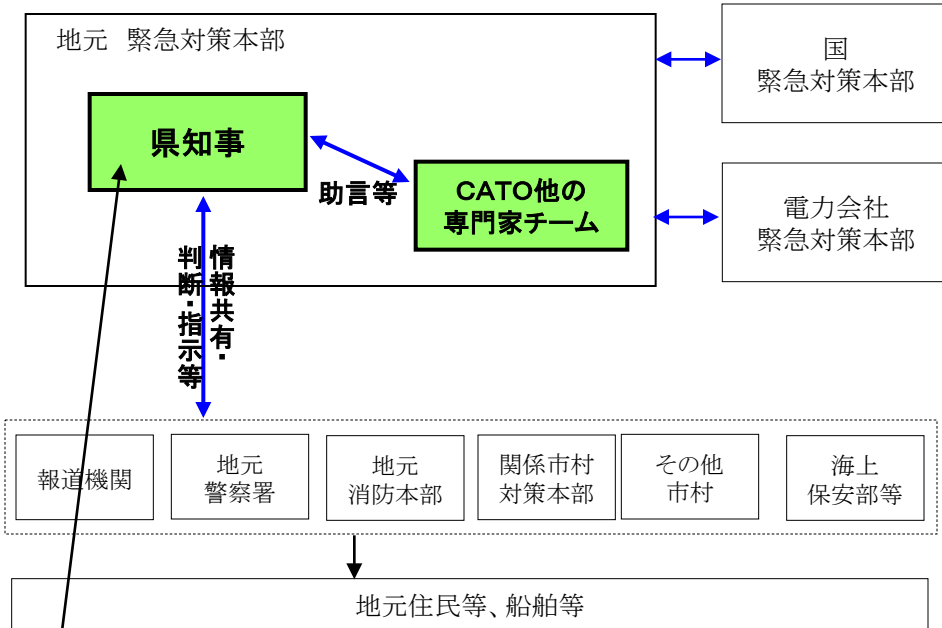 地元 緊急対策本部
国
緊急対策本部
県知事
助言等
CATO他の
専門家チーム
電力会社
緊急対策本部
情報共有・
判断・指示等
報道機関
地元
警察署
地元
消防本部
関係市村
対策本部
その他
市村
海上
保安部等
地元住民等、船舶等